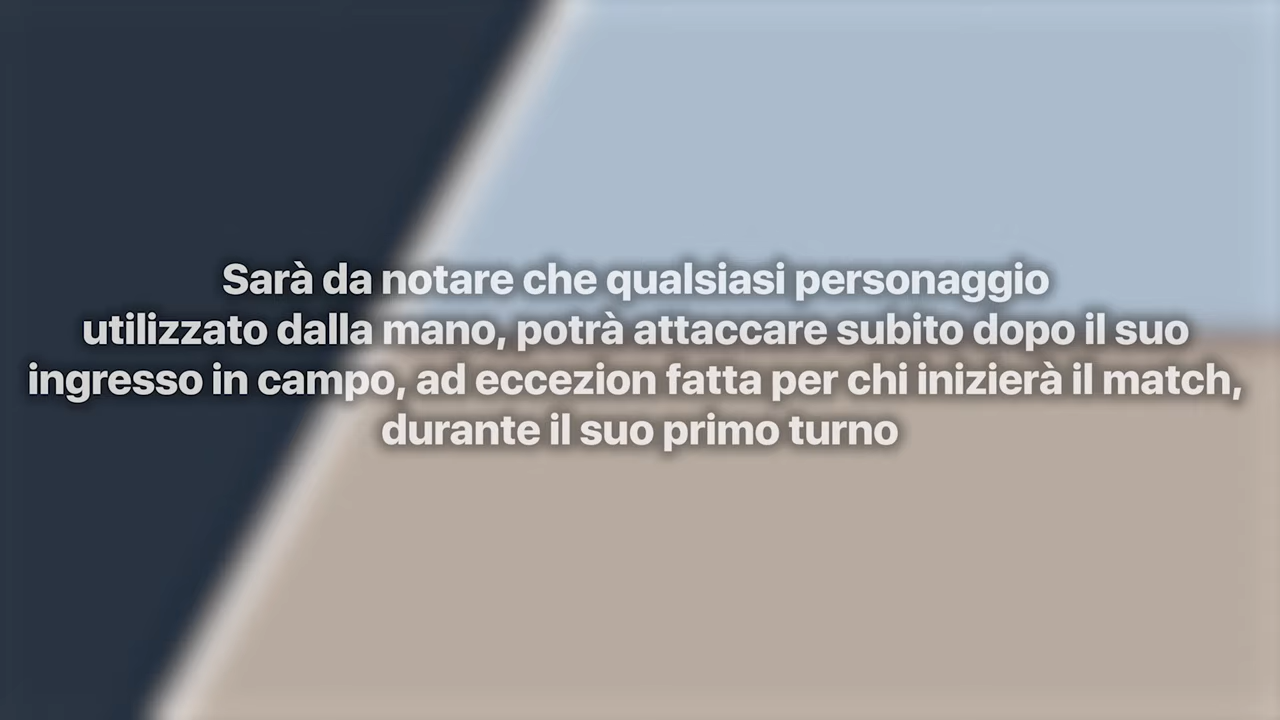 Sarà da notare che qualsiasi personaggio
utilizzato dalla mano, potrà attaccare subito dopo il suo
ingresso in campo, ad eccezion fatta per chi inizierà il match,
durante il suo primo turno